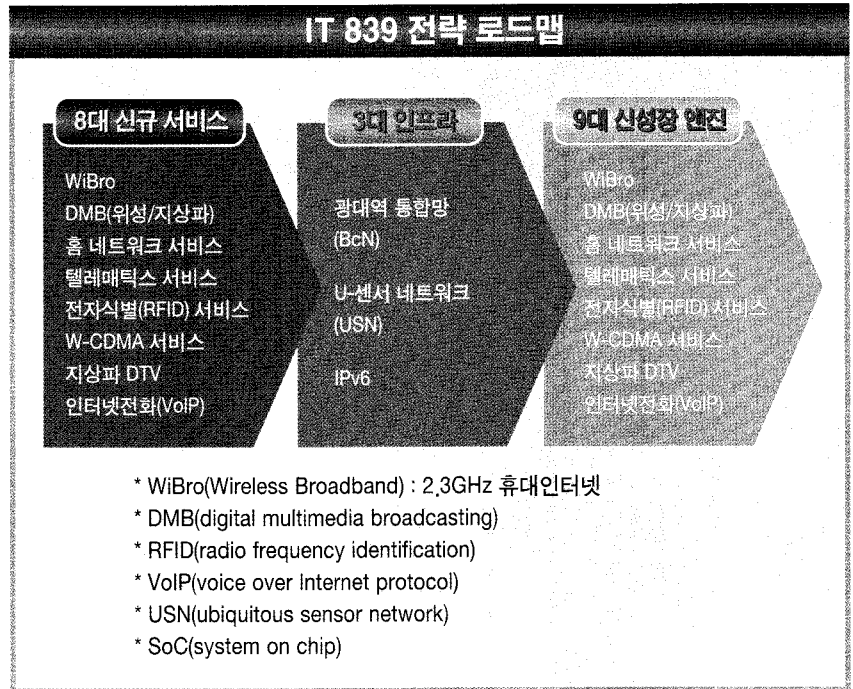 IT 839 전략 로드맵
8대 신규 서비스
WiBro
DMB(위성/지상파)
홈 네트워크 서비스
텔레매틱스 서비스
전자식별(RFID) 서비스
W-CDMA 서비스
지상파 DTV
인터넷전화(VoIP)
3대 인프라
광대역 통합망
(BcN)
U-센서 네트워크
(USN)
IPv6
9대 신성장 엔진
WiBro
DMB(위성/지상파)
홈 네트워크 서비스
텔레매틱스 서비스
전자식별(RFID) 서비스
W-CDMA 서비스
지상파 DTV
인터넷전화(VoIP)
* WiBro(Wireless Broadband) : 2.3GHz 휴대인터넷
* DMB(digital multimedia broadcasting)
* RFID(radio frequency identification)
* VoIP(voice over Internet protocol)
* USN(ubiquitous sensor network)
* SoC(system on chip)